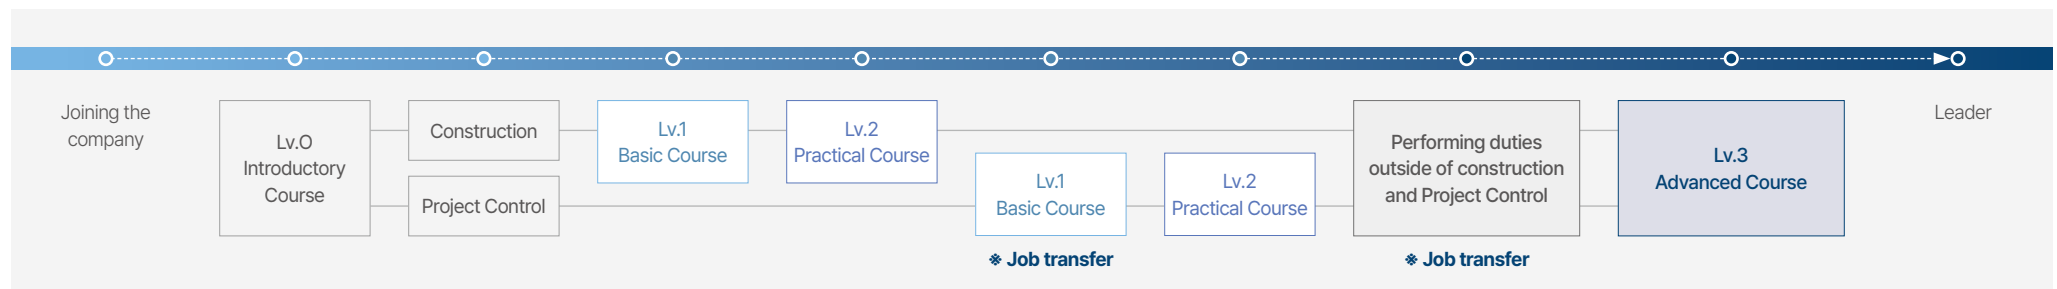 Joining the
company
Lv.0
Introductory
Course
Construction
Project Control
Lv.1
Basic Course
Lv.2
Practical Course
Lv.1
Basic Course
※ Job transfer
Lv.2
Practical Course
Performing duties
outside of construction
and Project Control
※ Job transfer
Lv.3
Advanced Course
Leader